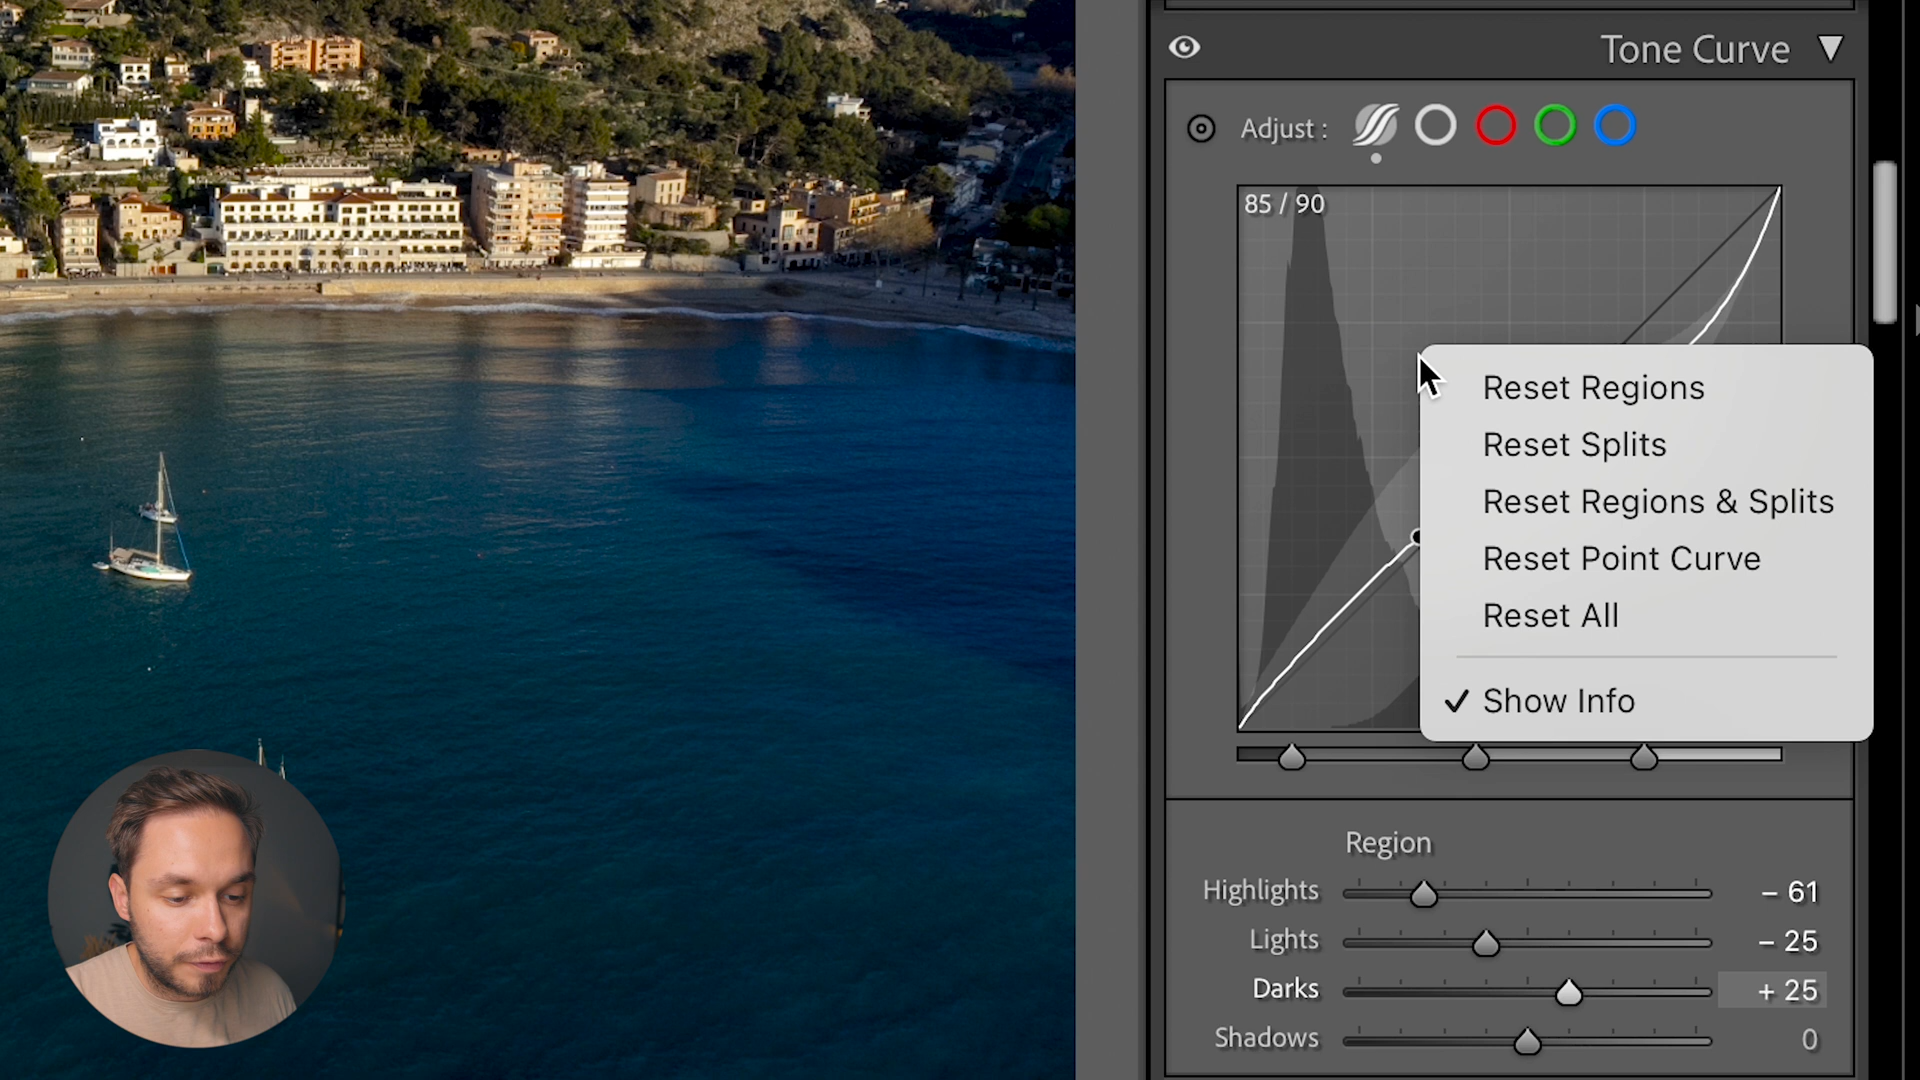 Tone Curve
Adjust :
85 / 90
Reset Regions
Reset Splits
Reset Regions & Splits
Reset Point Curve
Reset All
✓ Show Info
Region
Highlights – 61
Lights – 25
Darks + 25
Shadows 0